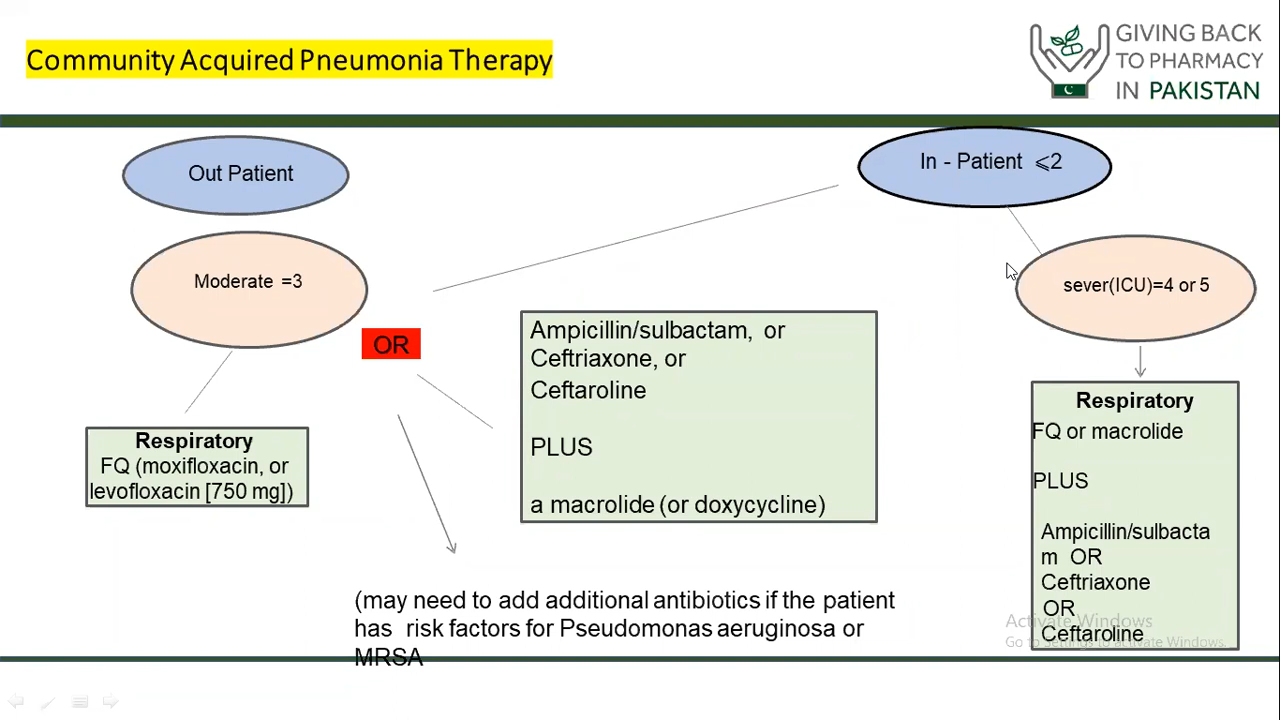 Community Acquired Pneumonia Therapy
GIVING BACK
TO PHARMACY
IN PAKISTAN
Out Patient
In - Patient ⩽2
Moderate =3
sever(ICU)=4 or 5
OR
Ampicillin/sulbactam, or
Ceftriaxone, or
Ceftaroline
PLUS
a macrolide (or doxycycline)
Respiratory
FQ (moxifloxacin, or
levofloxacin [750 mg])
Respiratory
FQ or macrolide
PLUS
Ampicillin/sulbacta
m OR
Ceftriaxone
OR
Ceftaroline
(may need to add additional antibiotics if the patient
has risk factors for Pseudomonas aeruginosa or
MRSA
Activate Windows
Go to Settings to activate Windows.